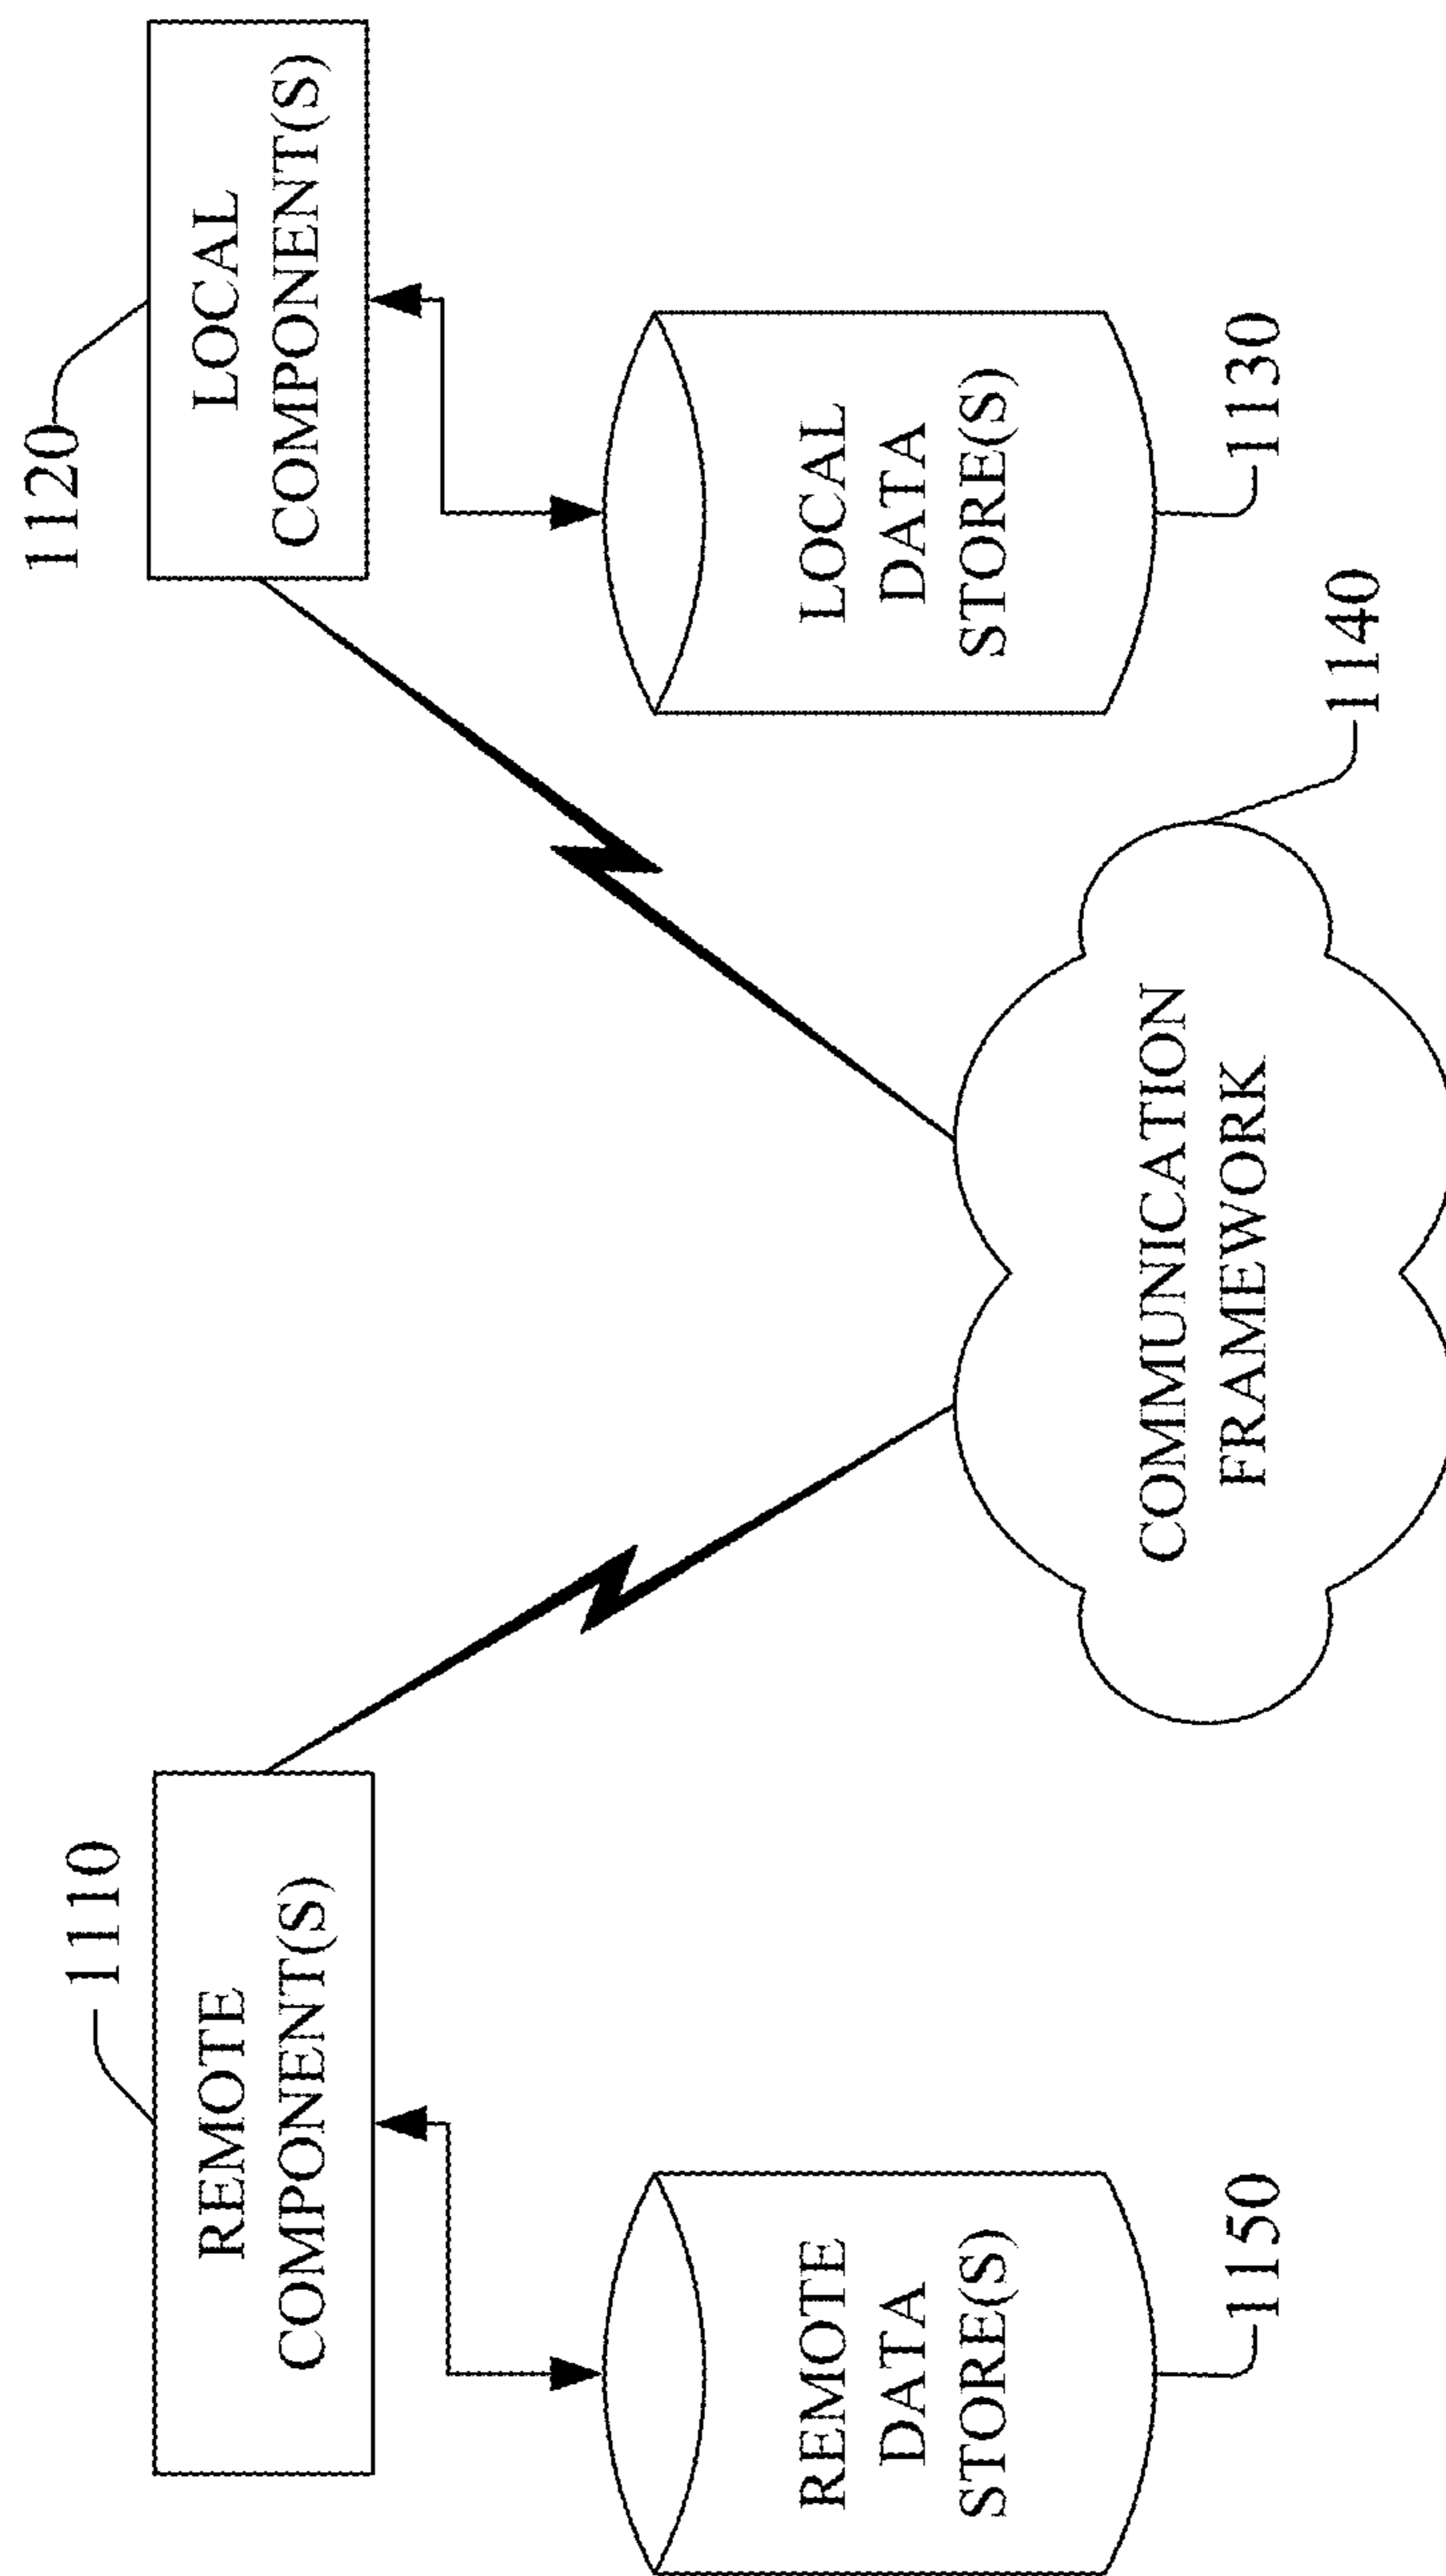 1110
REMOTE
COMPONENT(S)
1120
LOCAL
COMPONENT(S)
REMOTE
DATA
STORE(S)
1150
LOCAL
DATA
STORE(S)
1130
COMMUNICATION
FRAMEWORK
1140